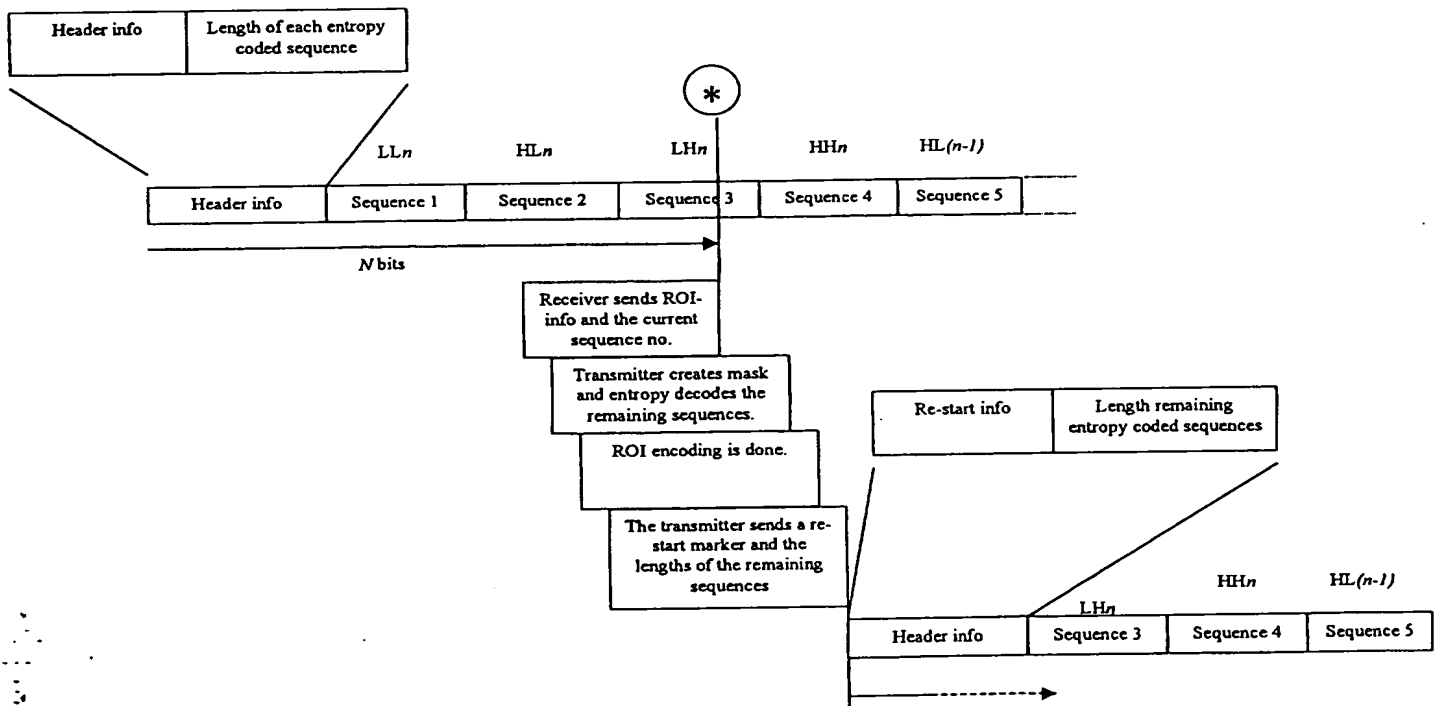 Header info
Length of each entropy
coded sequence
*
LLn
HLn
LHn
HHn
HL(n-1)
Header info
Sequence 1
Sequence 2
Sequence 3
Sequence 4
Sequence 5
N bits
Receiver sends ROI-
info and the current
sequence no.
Transmitter creates mask
and entropy decodes the
remaining sequences.
ROI encoding is done.
The transmitter sends a re-
start marker and the
lengths of the remaining
sequences
Re-start info
Length remaining
entropy coded sequences
LHn
HHn
HL(n-1)
Header info
Sequence 3
Sequence 4
Sequence 5